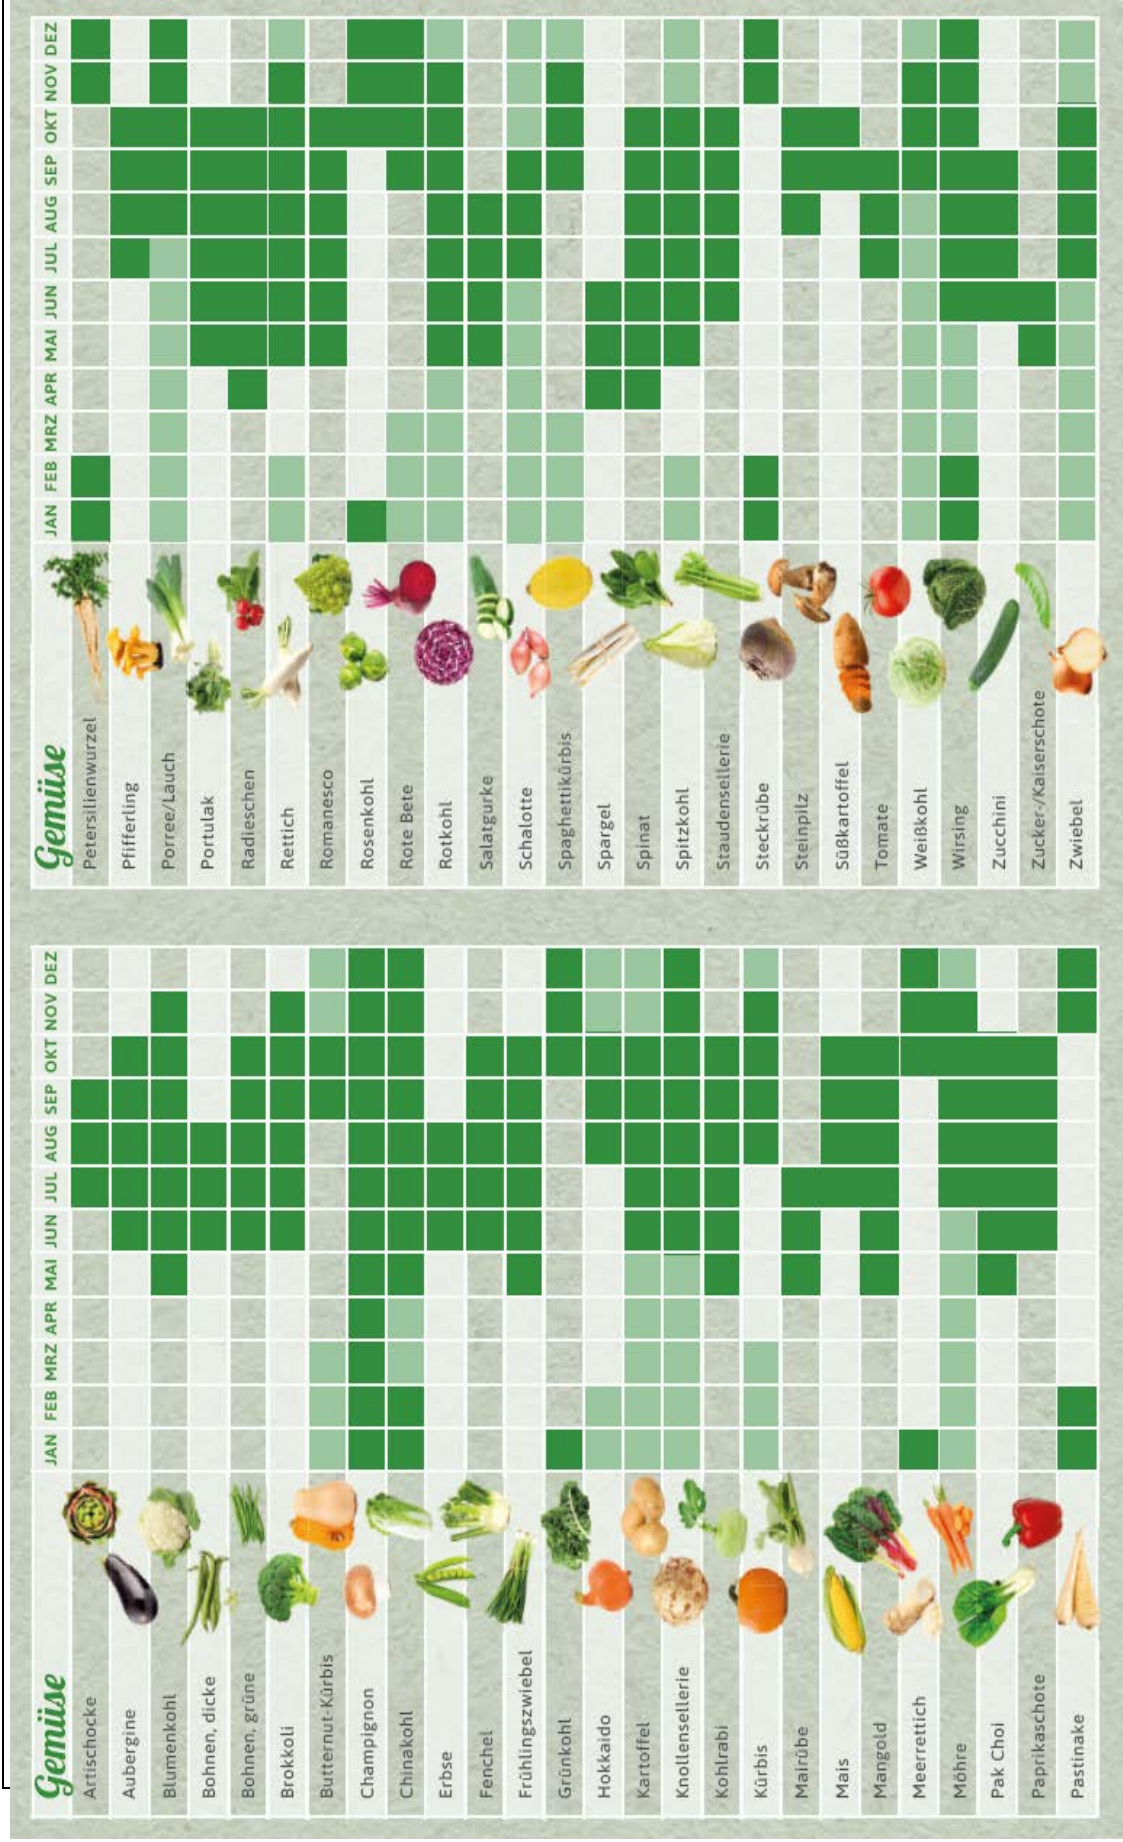 Gemüse
JAN FEB MRZ APR MAI JUN JUL AUG SEP OKT NOV DEZ
Artischocke
Aubergine
Blumenkohl
Bohnen, dicke
Bohnen, grüne
Brokkoli
Butternut-Kürbis
Champignon
Chinakohl
Erbse
Fenchel
Frühlingszwiebel
Grünkohl
Hokkaido
Kartoffel
Knollensellerie
Kohlrabi
Kürbis
Mairübe
Mais
Mangold
Meerrettich
Möhre
Pak Choi
Paprikaschote
Pastinake
Gemüse
JAN FEB MRZ APR MAI JUN JUL AUG SEP OKT NOV DEZ
Petersilienwurzel
Pfifferling
Porree/Lauch
Portulak
Radieschen
Rettich
Romanesco
Rosenkohl
Rote Bete
Rotkohl
Salatgurke
Schalotte
Spaghettikürbis
Spargel
Spinat
Spitzkohl
Staudensellerie
Steckrübe
Steinpilz
Süßkartoffel
Tomate
Weißkohl
Wirsing
Zucchini
Zucker-/Kaiserschote
Zwiebel